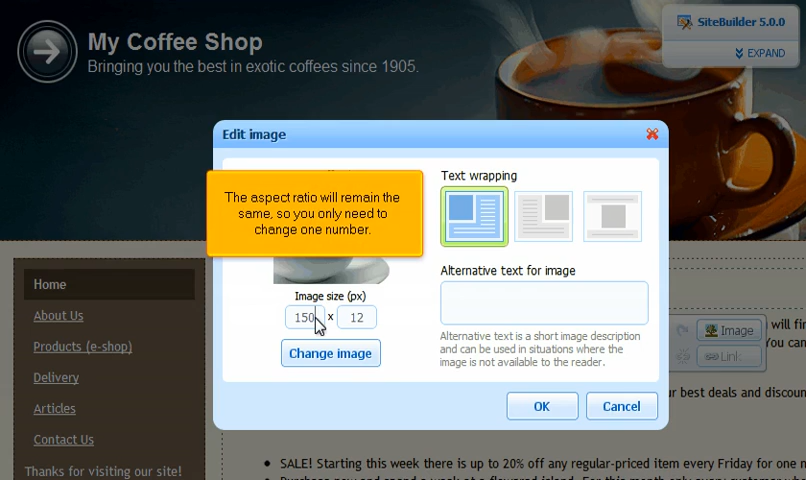 My Coffee Shop
Bringing you the best in exotic coffees since 1905.
SiteBuilder 5.0.0
EXPAND
Edit image
The aspect ratio will remain the
same, so you only need to
change one number.
Text wrapping
Alternative text for image
Image size (px)
150 x 12
Change image
Alternative text is a short image description
and can be used in situations where the
image is not available to the reader.
OK
Cancel
Home
About Us
Products (e-shop)
Delivery
Articles
Contact Us
Thanks for visiting our site!
Image
Link
will fin
You can
r best deals and discoun
SALE! Starting this week there is up to 20% off any regular-priced item every Friday for one m